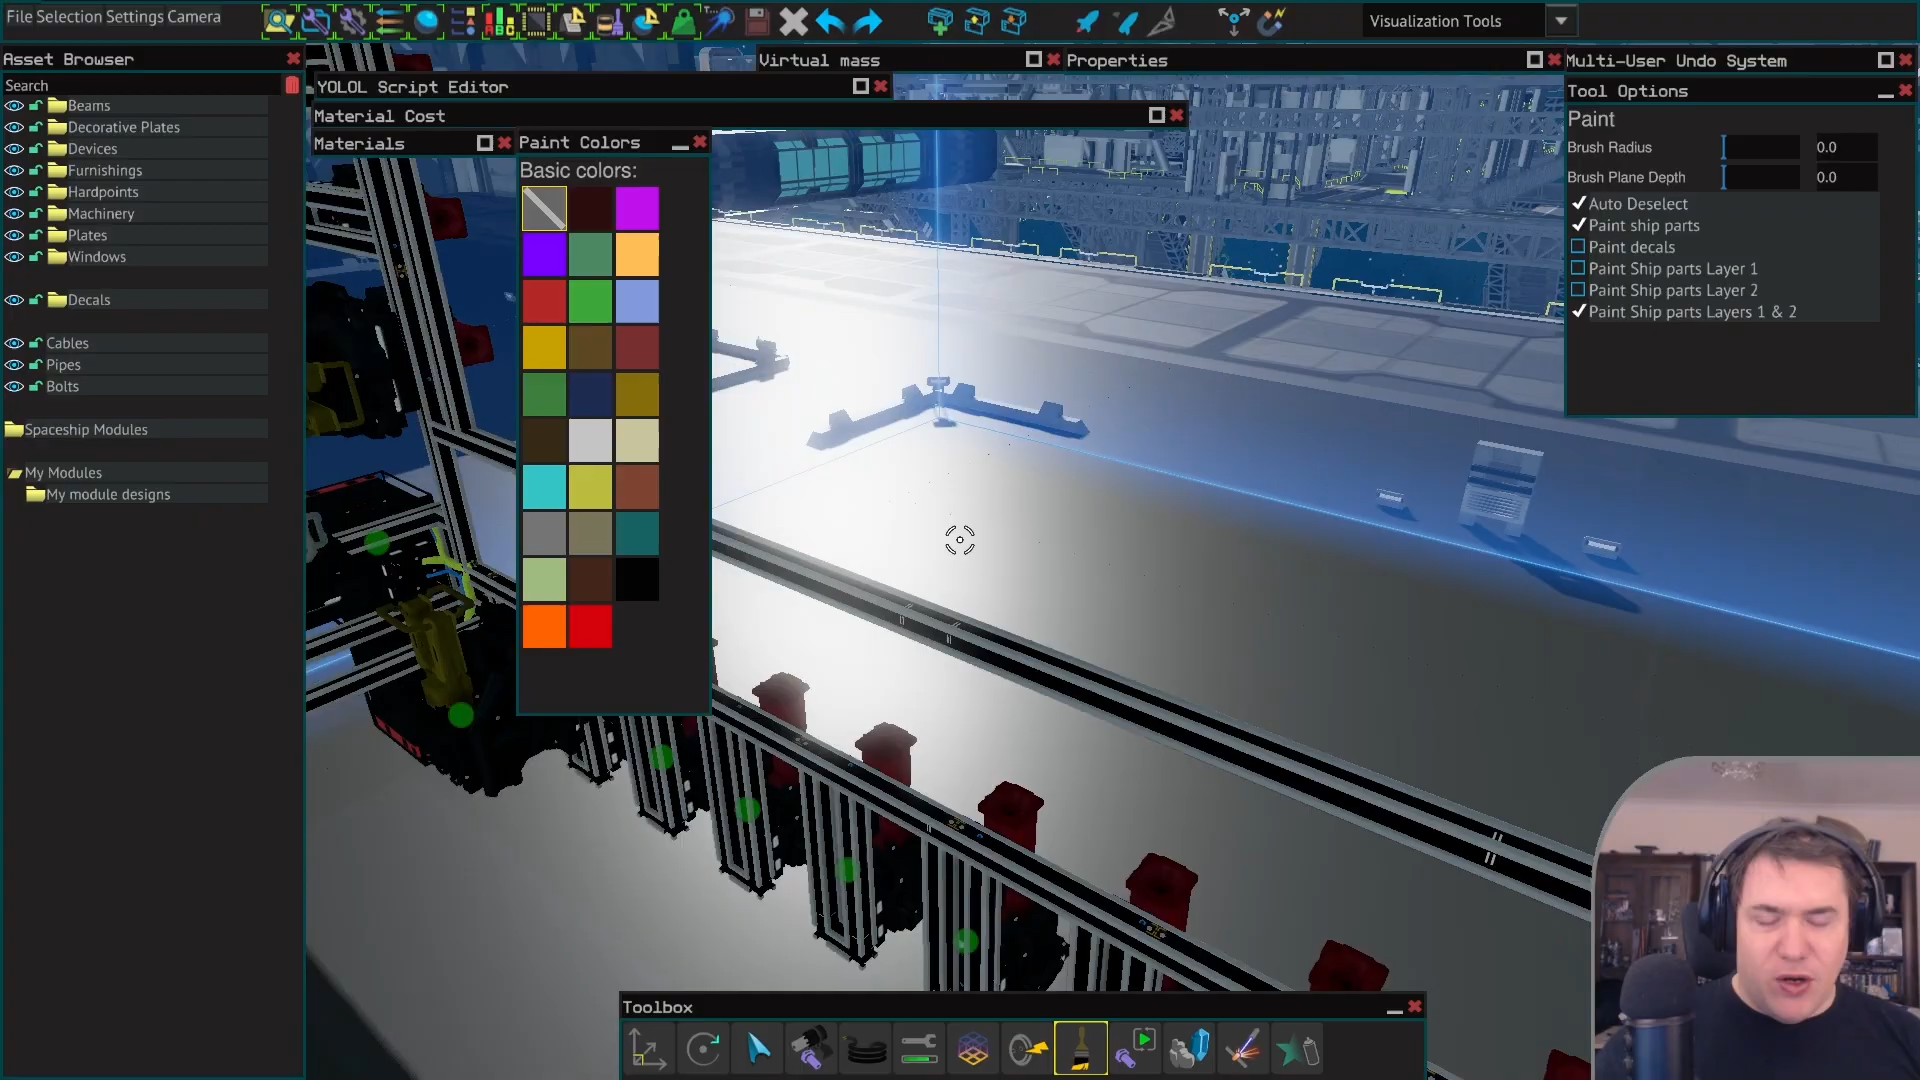 File Selection Settings Camera
Visualization Tools
Asset Browser
Search
Beams
Decorative Plates
Devices
Furnishings
Hardpoints
Machinery
Plates
Windows
Decals
Cables
Pipes
Bolts
Spaceship Modules
My Modules
My module designs
Virtual mass
Properties
YOLOL Script Editor
Material Cost
Materials
Paint Colors
Basic colors:
Multi-User Undo System
Tool Options
Paint
Brush Radius 0.0
Brush Plane Depth 0.0
Auto Deselect
Paint ship parts
Paint decals
Paint Ship parts Layer 1
Paint Ship parts Layer 2
Paint Ship parts Layers 1 & 2
Toolbox